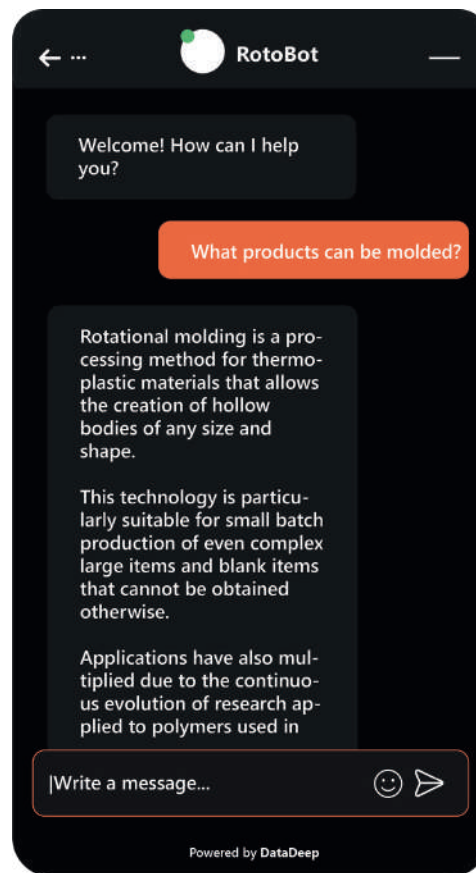 RotoBot
Welcome! How can I help
you?
What products can be molded?
Rotational molding is a pro-
cessing method for thermo-
plastic materials that allows
the creation of hollow
bodies of any size and
shape.
This technology is particu-
larly suitable for small batch
production of even complex
large items and blank items
that cannot be obtained
otherwise.
Applications have also mul-
tiplied due to the continuo-
us evolution of research ap-
plied to polymers used in
|Write a message...
Powered by DataDeep